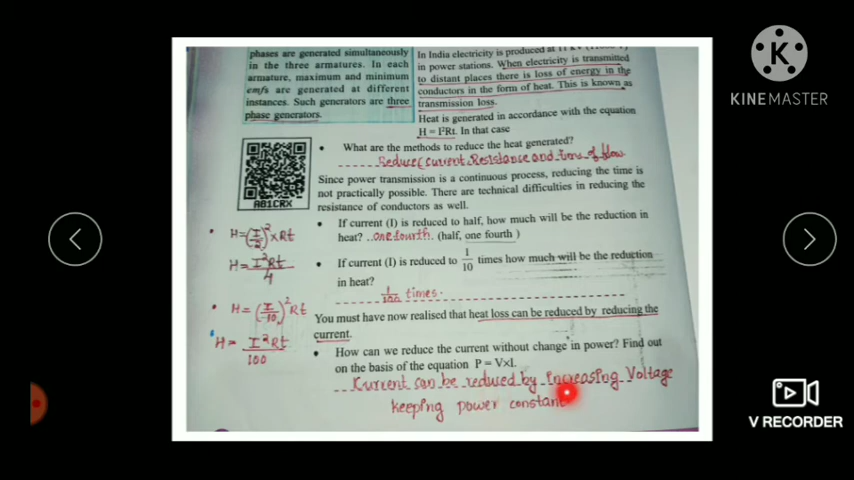 phases are generated simultaneously
in the three armatures. In each
armature, maximum and minimum
emfs are generated at different
instances. Such generators are three
phase generators.
In India electricity is produced at 11
in power stations. When electricity is transmitted
to distant places there is loss of energy in the
conductors in the form of heat. This is known as
transmission loss.
Heat is generated in accordance with the equation
H = I²Rt. In that case
• What are the methods to reduce the heat generated?
Reduce Current Resistance and time of flow
AB1CRX
Since power transmission is a continuous process, reducing the time is
not practically possible. There are technical difficulties in reducing the
resistance of conductors as well.
• If current (I) is reduced to half, how much will be the reduction in
heat? ..one fourth. (half, one fourth )
• If current (I) is reduced to 1/10 times how much will be the reduction
in heat?
1/100 times.
• H=(I/2)² x Rt
H= I²Rt/4
• H = (I/10)² Rt
H = I²Rt/100
You must have now realised that heat loss can be reduced by reducing the
current.
• How can we reduce the current without change in power? Find out
on the basis of the equation P = V×I.
Current can be reduced by increasing Voltage
keeping power constant
KINEMASTER
V RECORDER